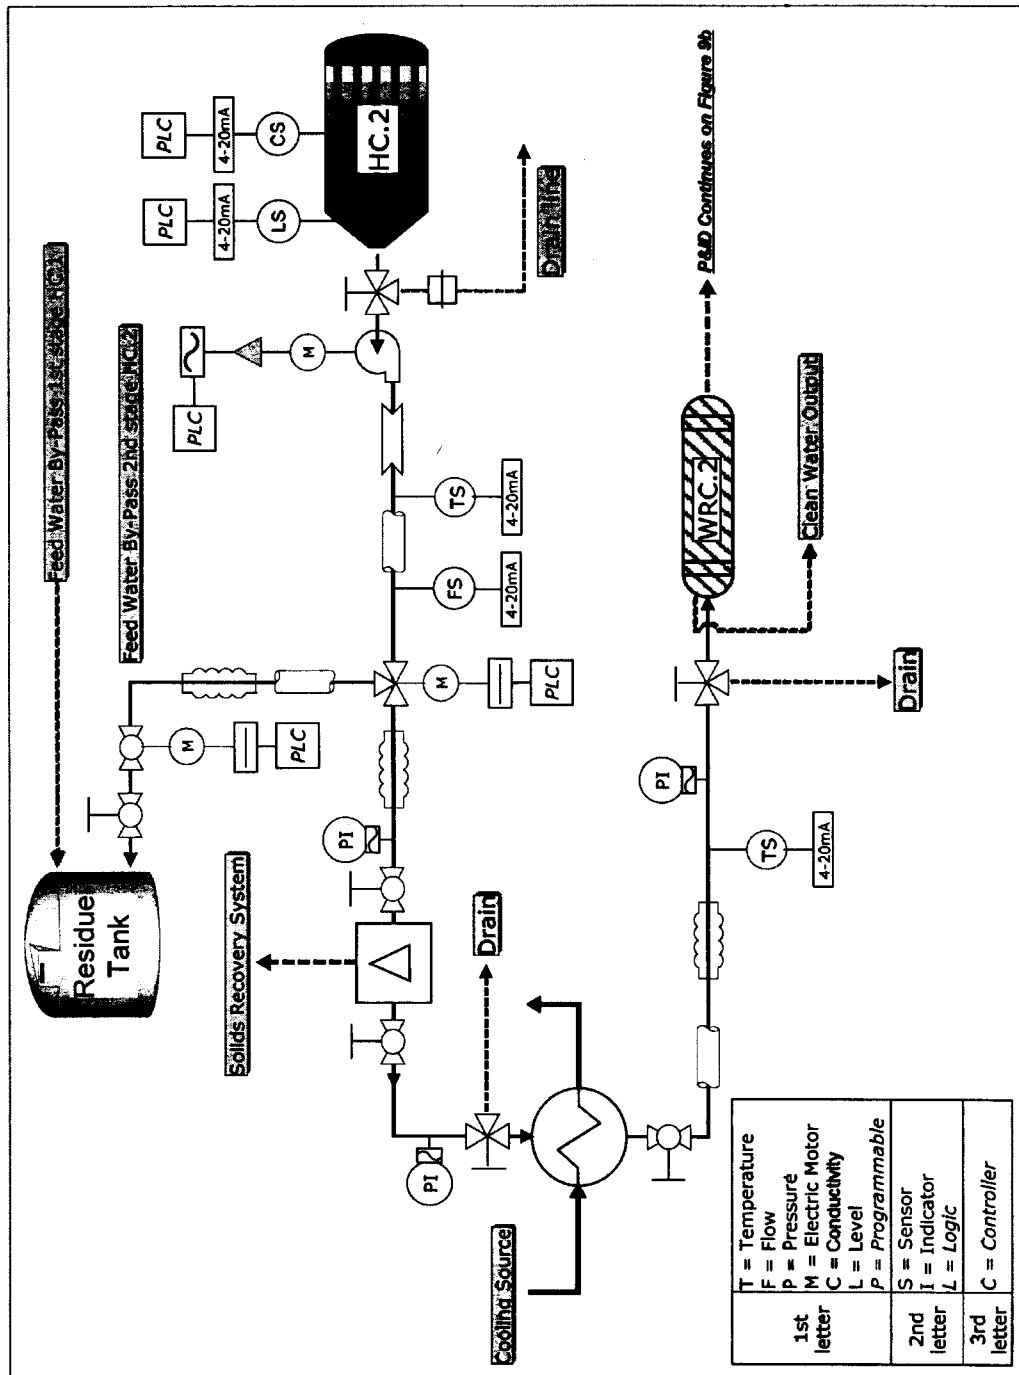 PLC
4-20mA
CS
HC.2
PLC
4-20mA
LS
Drain line
P&ID Continues on Figure 9b
Feed Water By-Pass 1st stage HC.1
Feed Water By-Pass 2nd stage HC.2
PLC
M
TS
4-20mA
FS
4-20mA
M
PLC
M
PLC
Residue
Tank
WRC.2
Clean Water Output
Drain
PI
PI
TS
4-20mA
Solids Recovery System
Drain
PI
Cooling Source
1st
letter
T = Temperature
F = Flow
P = Pressure
M = Electric Motor
C = Conductivity
L = Level
P = Programmable
2nd
letter
S = Sensor
I = Indicator
L = Logic
3rd
letter
C = Controller